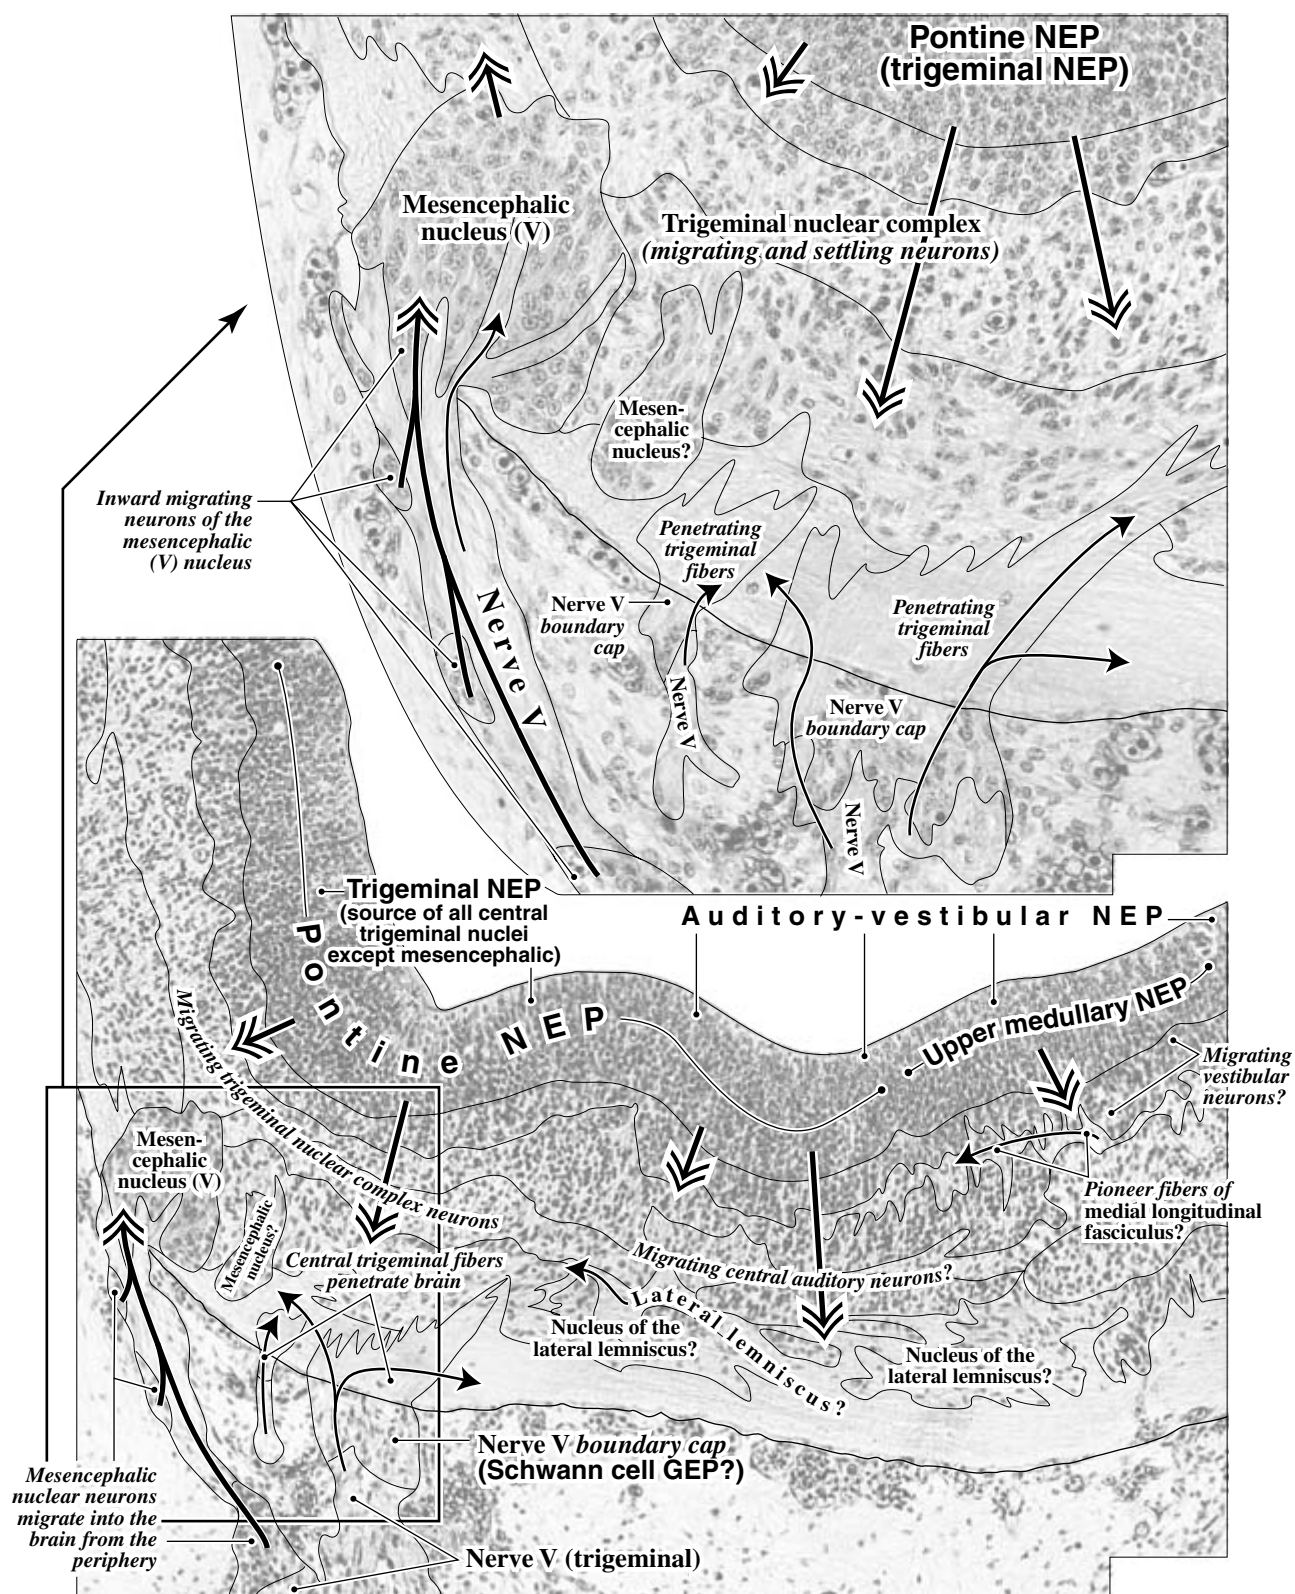 Pontine NEP
(trigeminal NEP)
Mesencephalic
nucleus (V)
Trigeminal nuclear complex
(migrating and settling neurons)
Mesen-
cephalic
nucleus?
Inward migrating
neurons of the
mesencephalic
(V) nucleus
Penetrating
trigeminal
fibers
Nerve V
Nerve V
boundary
cap
Penetrating
trigeminal
fibers
Nerve V
Nerve V
boundary cap
Nerve V
Trigeminal NEP
(source of all central
trigeminal nuclei
except mesencephalic)
Auditory-vestibular NEP
Pontine NEP
Upper medullary NEP
Migrating
vestibular
neurons?
Migrating trigeminal nuclear complex neurons
Mesen-
cephalic
nucleus (V)
Mesencephalic
nucleus?
Central trigeminal fibers
penetrate brain
Pioneer fibers of
medial longitudinal
fasciculus?
Migrating central auditory neurons?
Lateral lemniscus?
Nucleus of the
lateral lemniscus?
Nucleus of the
lateral lemniscus?
Nerve V boundary cap
(Schwann cell GEP?)
Mesencephalic
nuclear neurons
migrate into the
brain from the
periphery
Nerve V (trigeminal)